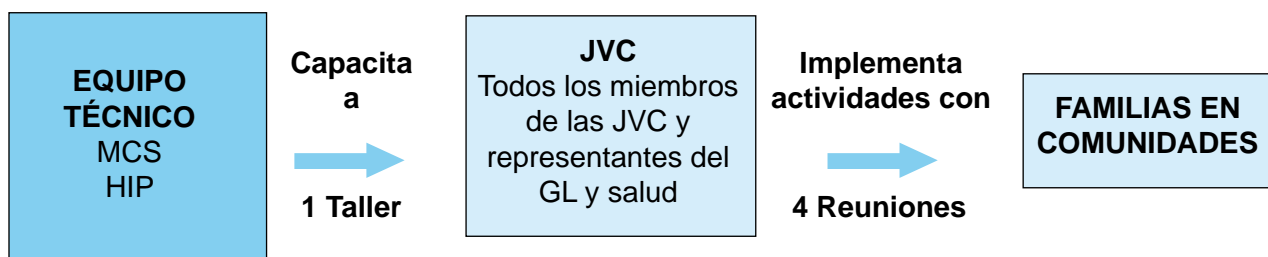 EQUIPO
TÉCNICO
MCS
HIP
Capacita
a
1 Taller
JVC
Todos los miembros
de las JVC y
representantes del
GL y salud
Implementa
actividades con
4 Reuniones
FAMILIAS EN
COMUNIDADES